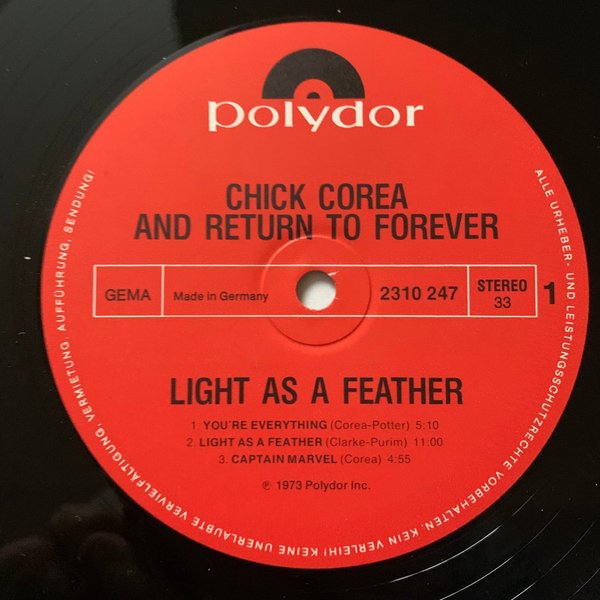 polydor
CHICK COREA
AND RETURN TO FOREVER
GEMA
Made in Germany
2310 247
STEREO
33
1
LIGHT AS A FEATHER
1. YOU'RE EVERYTHING (Corea-Potter) 5:10
2. LIGHT AS A FEATHER (Clarke-Purim) 11:00
3. CAPTAIN MARVEL (Corea) 4:55
℗ 1973 Polydor Inc.
ALLE URHEBER- UND LEISTUNGSSCHUTZRECHTE VORBEHALTEN. KEIN VERLEIH! KEINE UNERLAUBTE VERVIELFÄLTIGUNG, VERMIETUNG, AUFFÜHRUNG, SENDUNG!